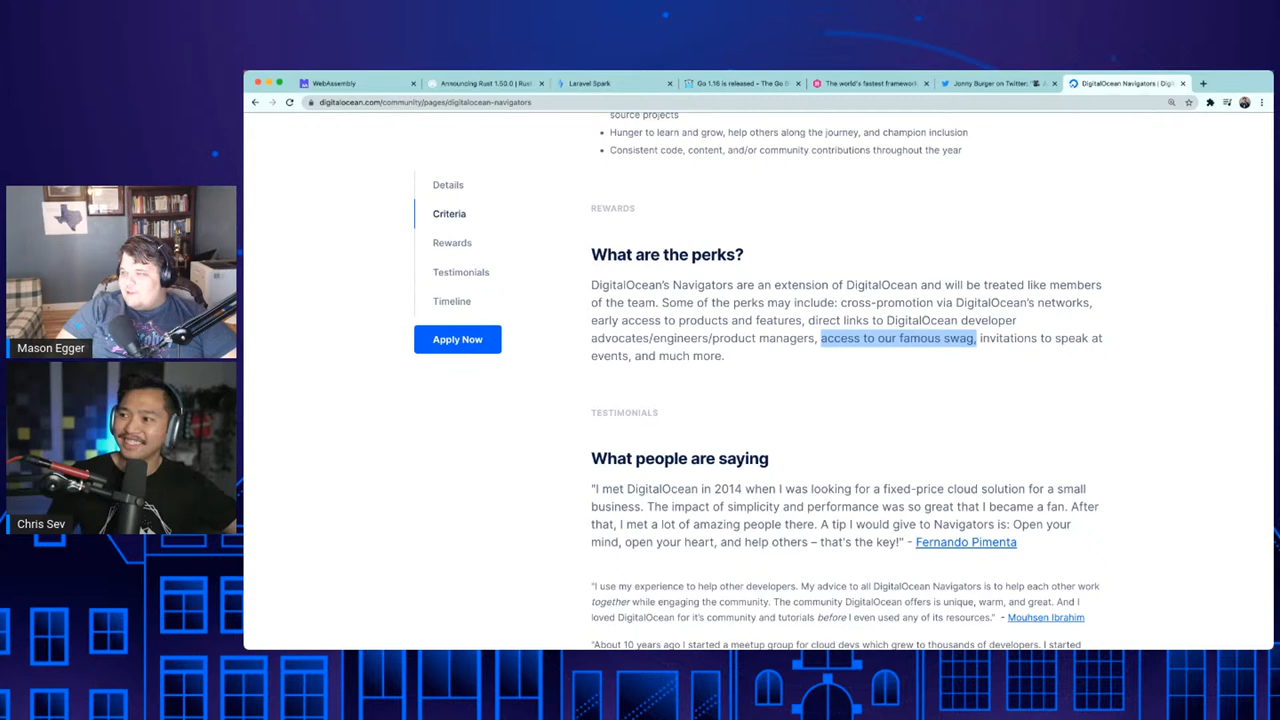 WebAssembly
Announcing Rust 1.53.0 | Rust
Laravel Spark
Go 1.16 is released - The Go B
The world's fastest framework
Jonny Burger on Twitter:
DigitalOcean Navigators | Digi
digitalocean.com/community/pages/digitalocean-navigators
source projects
Hunger to learn and grow, help others along the journey, and champion inclusion
Consistent code, content, and/or community contributions throughout the year
Details
Criteria
Rewards
Testimonials
Timeline
Apply Now
REWARDS
What are the perks?
DigitalOcean's Navigators are an extension of DigitalOcean and will be treated like members
of the team. Some of the perks may include: cross-promotion via DigitalOcean's networks,
early access to products and features, direct links to DigitalOcean developer
advocates/engineers/product managers, access to our famous swag, invitations to speak at
events, and much more.
TESTIMONIALS
What people are saying
"I met DigitalOcean in 2014 when I was looking for a fixed-price cloud solution for a small
business. The impact of simplicity and performance was so great that I became a fan. After
that, I met a lot of amazing people there. A tip I would give to Navigators is: Open your
mind, open your heart, and help others – that's the key!" - Fernando Pimenta
"I use my experience to help other developers. My advice to all DigitalOcean Navigators is to help each other work
together while engaging the community. The community DigitalOcean offers is unique, warm, and great. And I
loved DigitalOcean for it's community and tutorials before I even used any of its resources." - Mouhsen Ibrahim
"About 10 years ago I started a meetup group for cloud devs which grew to thousands of developers. I started
Mason Egger
Chris Sev